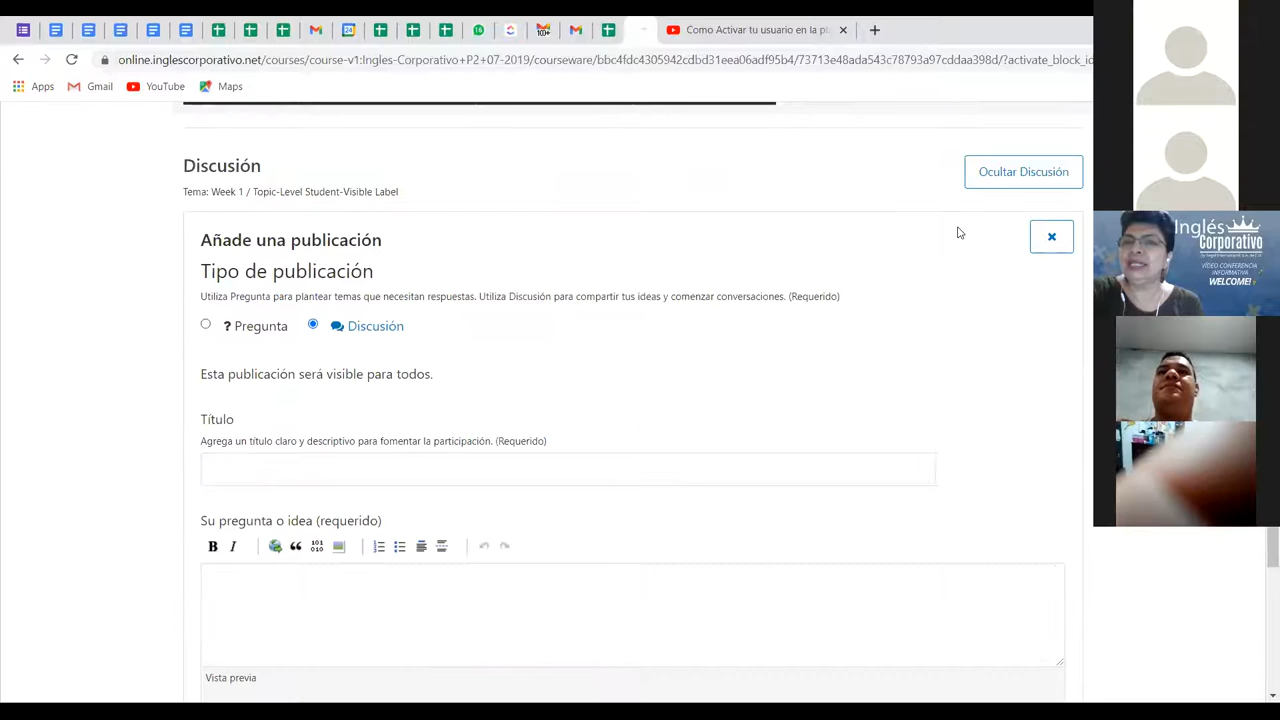 Como Activar tu usuario en la pl
online.inglescorporativo.net/courses/course-v1:Ingles-Corporativo+P2+07-2019/courseware/bbc4fdc4305942cdbd31eea06adf95b4/73713e48ada543c78793a97cddaa398d/?activate_block_id
Apps
Gmail
YouTube
Maps
Discusión
Ocultar Discusión
Tema: Week 1 / Topic-Level Student-Visible Label
Añade una publicación
Tipo de publicación
Utiliza Pregunta para plantear temas que necesitan respuestas. Utiliza Discusión para compartir tus ideas y comenzar conversaciones. (Requerido)
? Pregunta
Discusión
Esta publicación será visible para todos.
Título
Agrega un título claro y descriptivo para fomentar la participación. (Requerido)
Su pregunta o idea (requerido)
B I
Vista previa
Inglés
Corporativo
VÍDEO CONFERENCIA
INFORMATIVA
WELCOME!